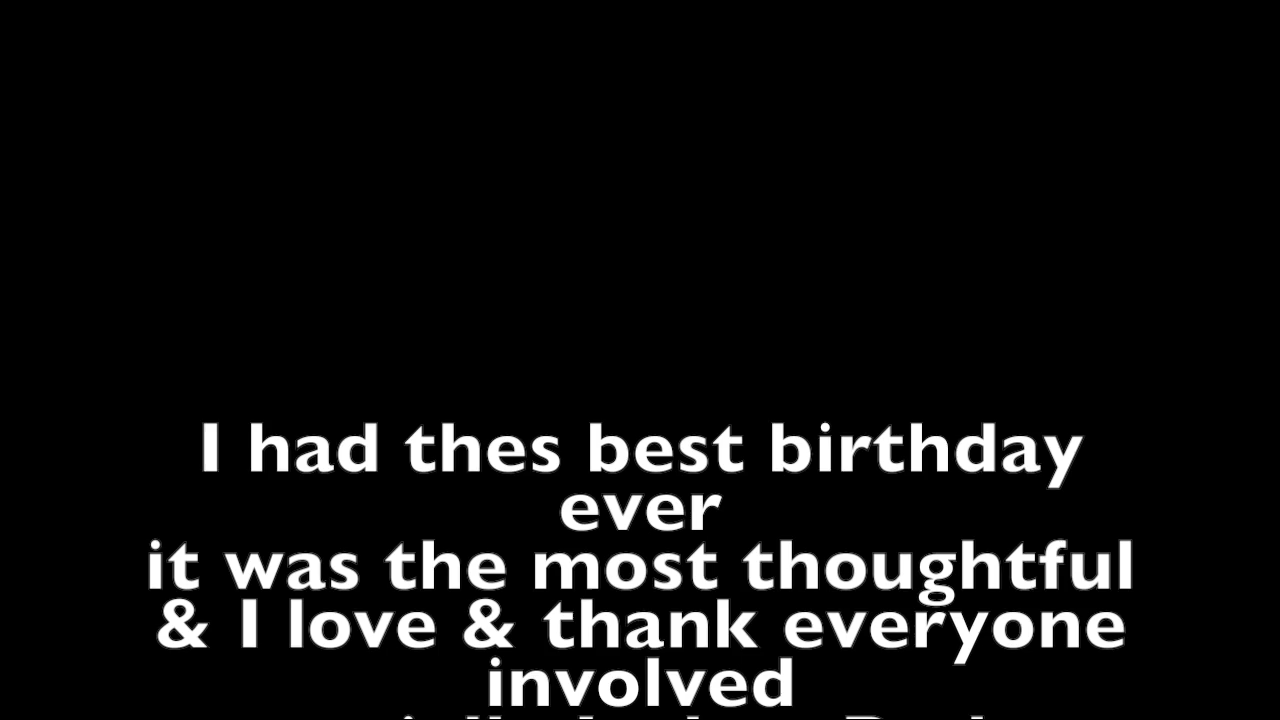 I had thes best birthday
ever
it was the most thoughtful
& I love & thank everyone
involved